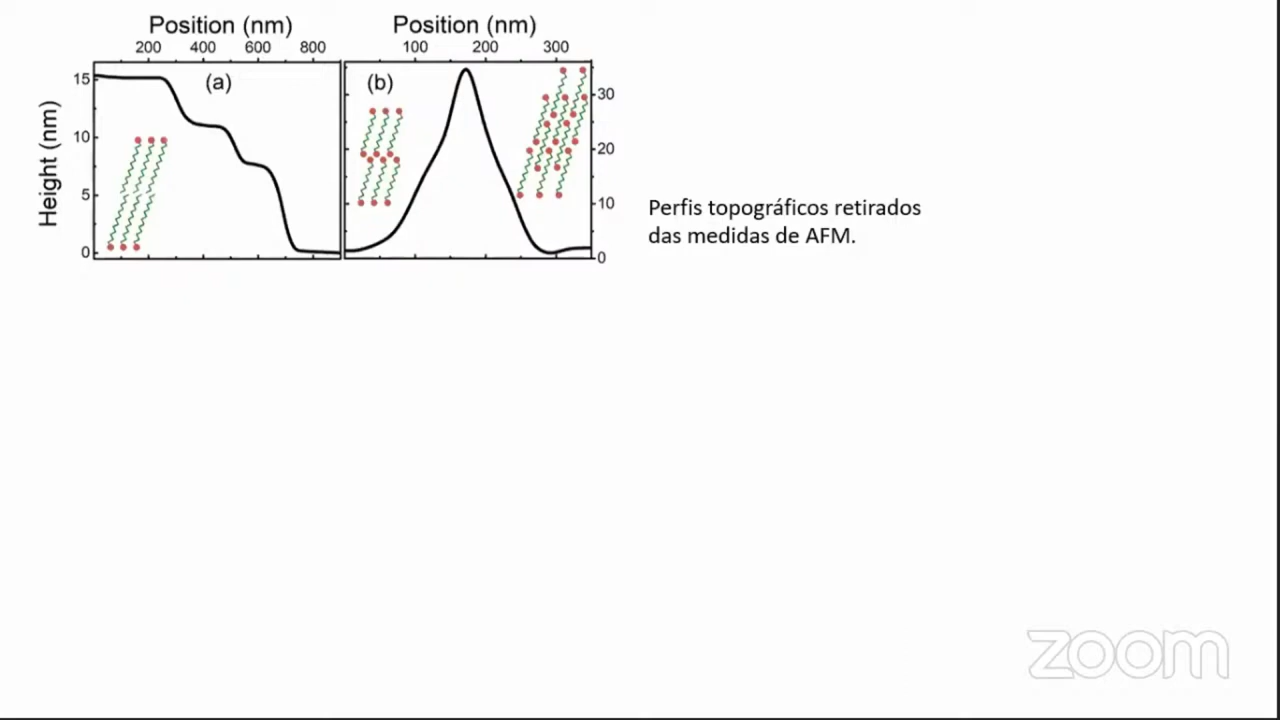 Position (nm)
200 400 600 800
Position (nm)
100 200 300
Height (nm)
15
10
5
0
(a)
(b)
30
20
10
0
Perfis topográficos retirados
das medidas de AFM.
zoom